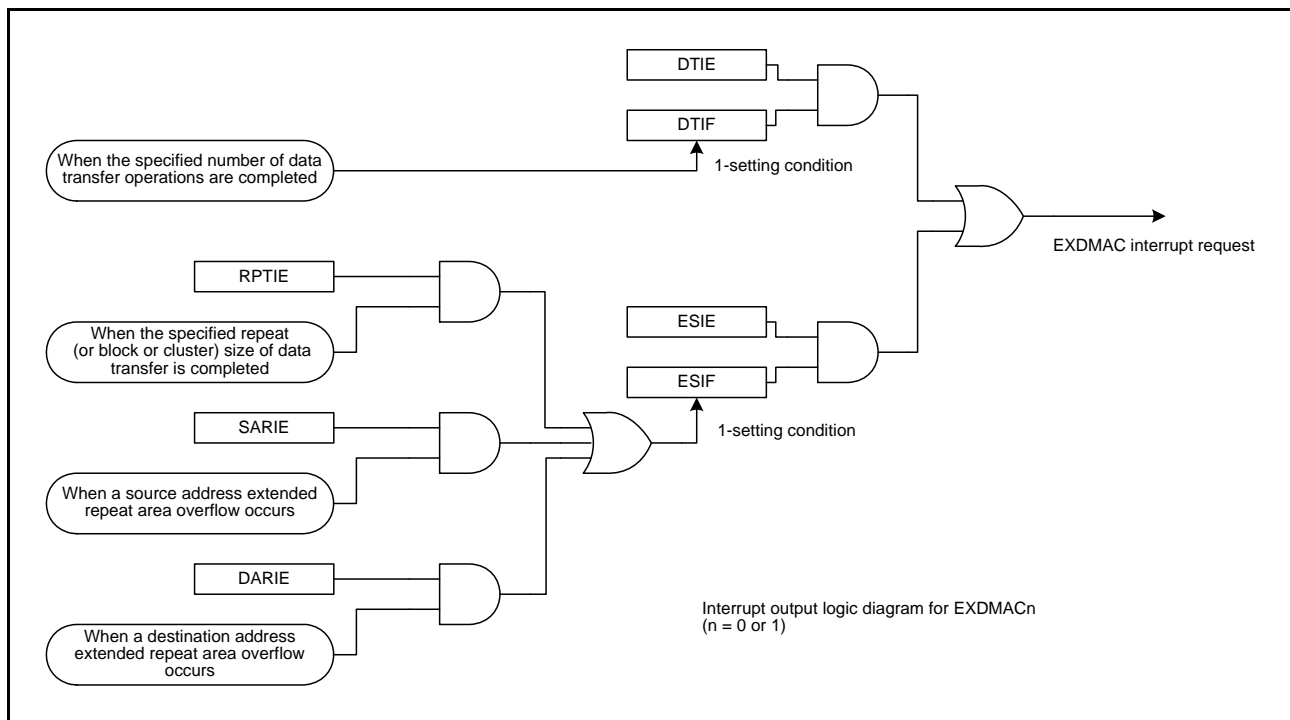 DTIE
DTIF
When the specified number of data
transfer operations are completed
1-setting condition
EXDMAC interrupt request
RPTIE
When the specified repeat
(or block or cluster) size of data
transfer is completed
ESIE
ESIF
1-setting condition
SARIE
When a source address extended
repeat area overflow occurs
DARIE
When a destination address
extended repeat area overflow
occurs
Interrupt output logic diagram for EXDMACn
(n = 0 or 1)